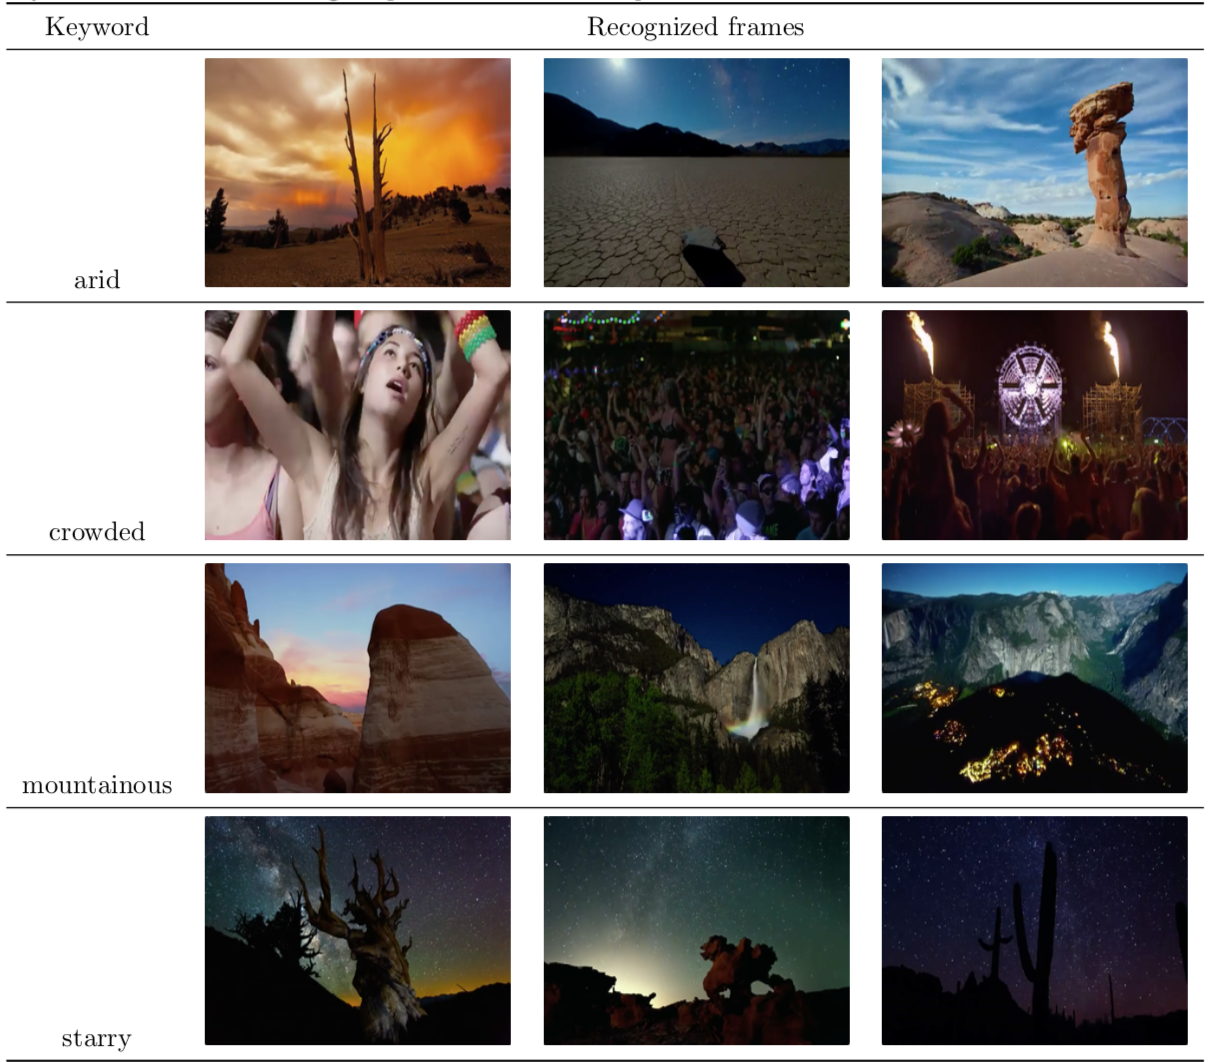 Keyword Recognized frames
arid
crowded
mountainous
starry